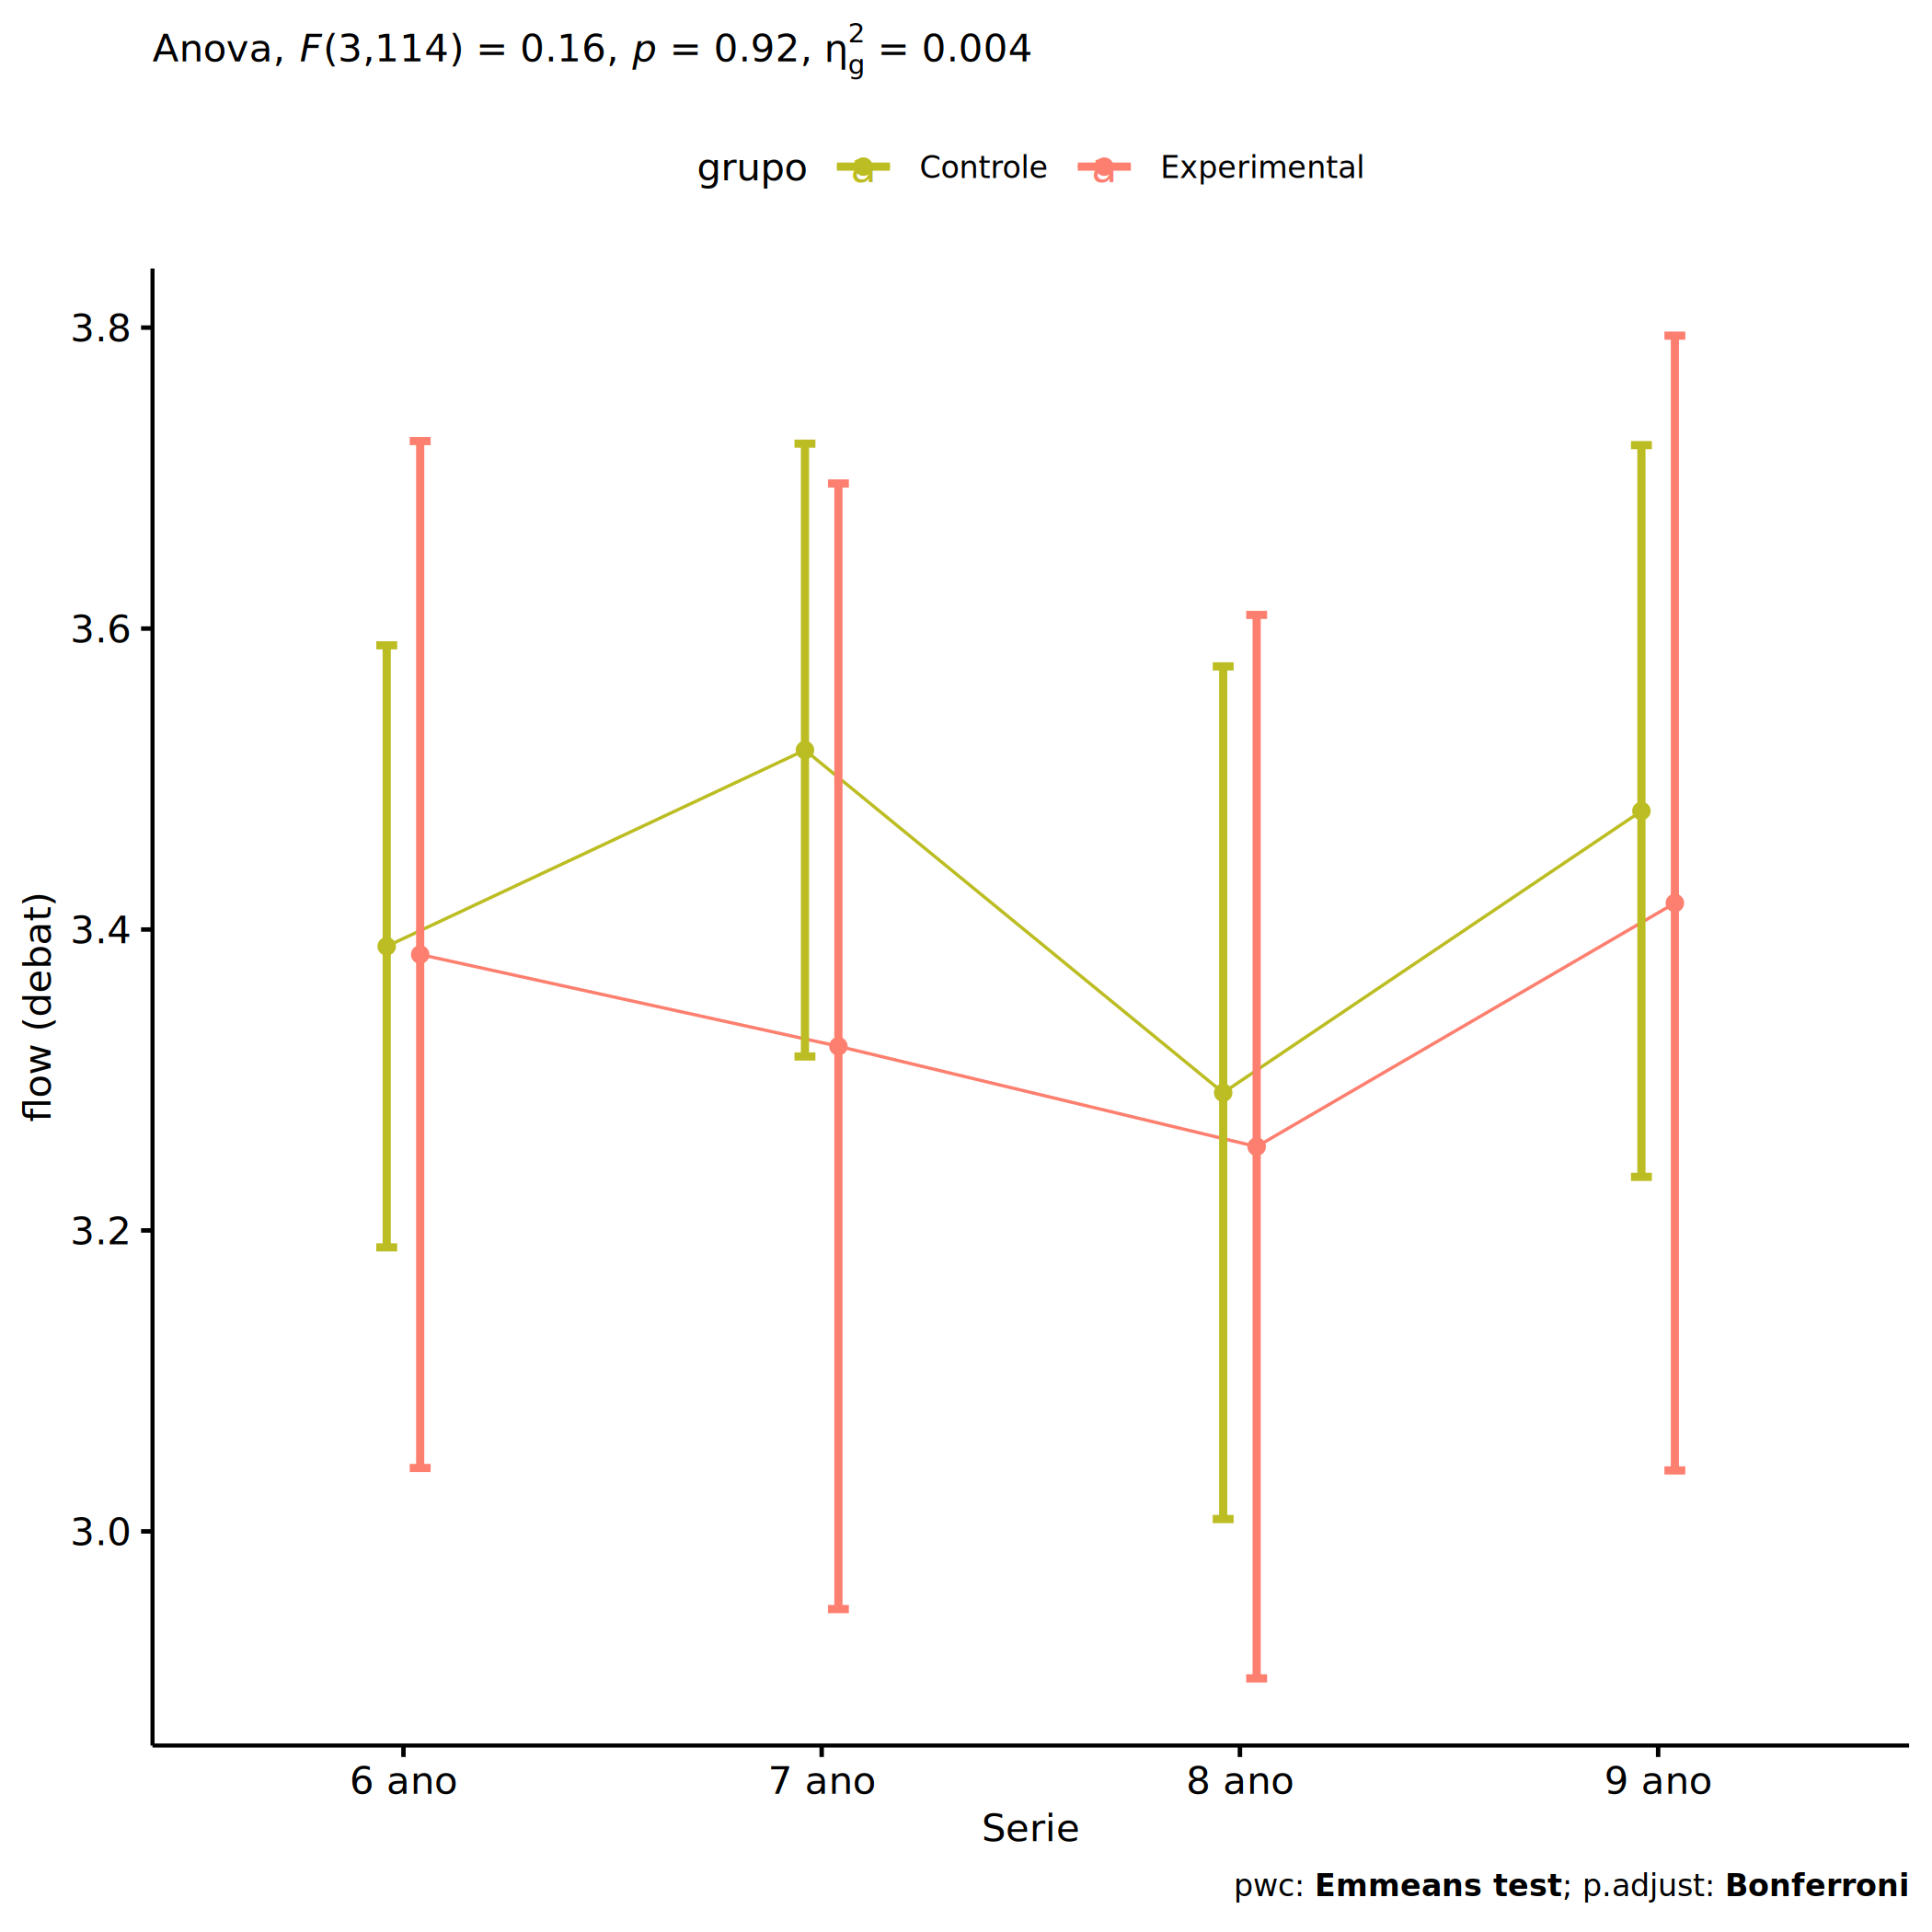 Anova, F(3,114) = 0.16, p = 0.92, η²g = 0.004
grupo a Controle a Experimental
3.8
3.6
3.4
3.2
3.0
flow (debat)
6 ano 7 ano 8 ano 9 ano
Serie
pwc: Emmeans test; p.adjust: Bonferroni